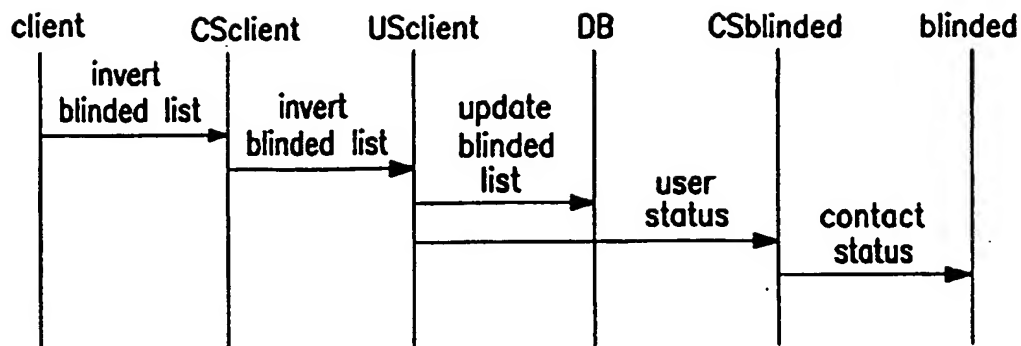 client CSclient USclient DB CSblinded blinded
invert
blinded list
invert
blinded list
update
blinded
list
user
status
contact
status